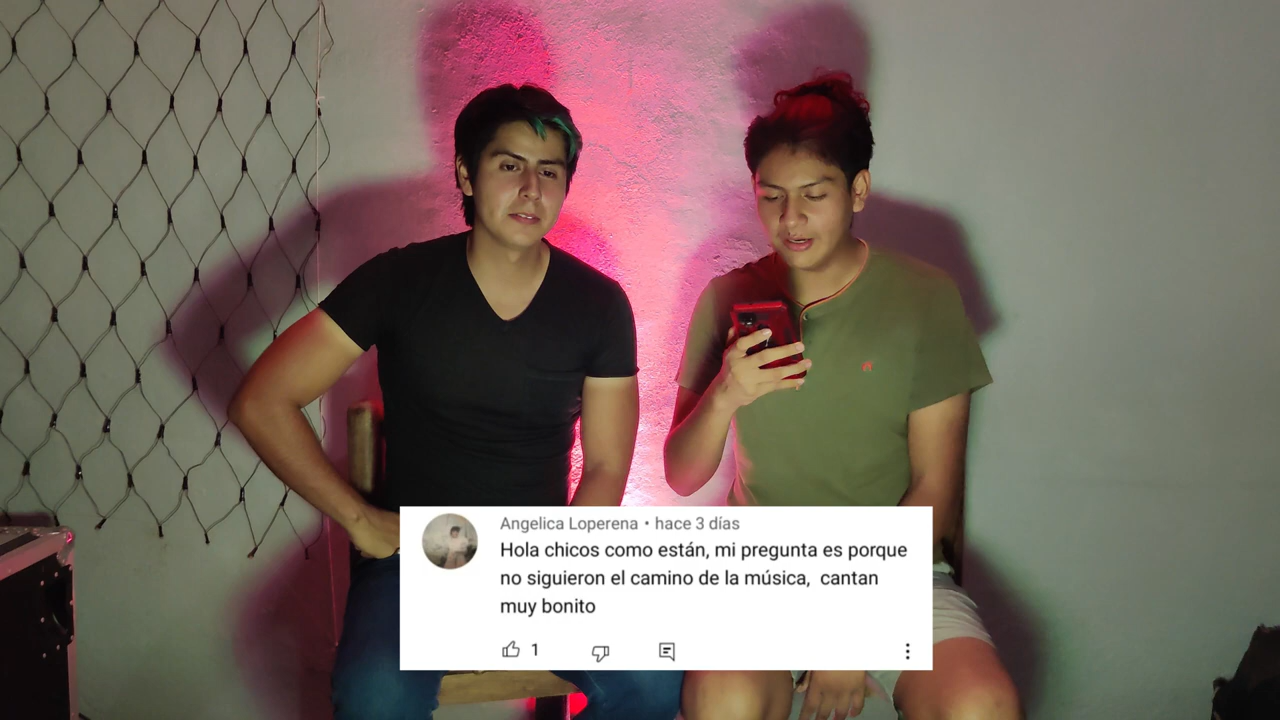 Angelica Loperena • hace 3 días
Hola chicos como están, mi pregunta es porque
no siguieron el camino de la música,  cantan
muy bonito
1